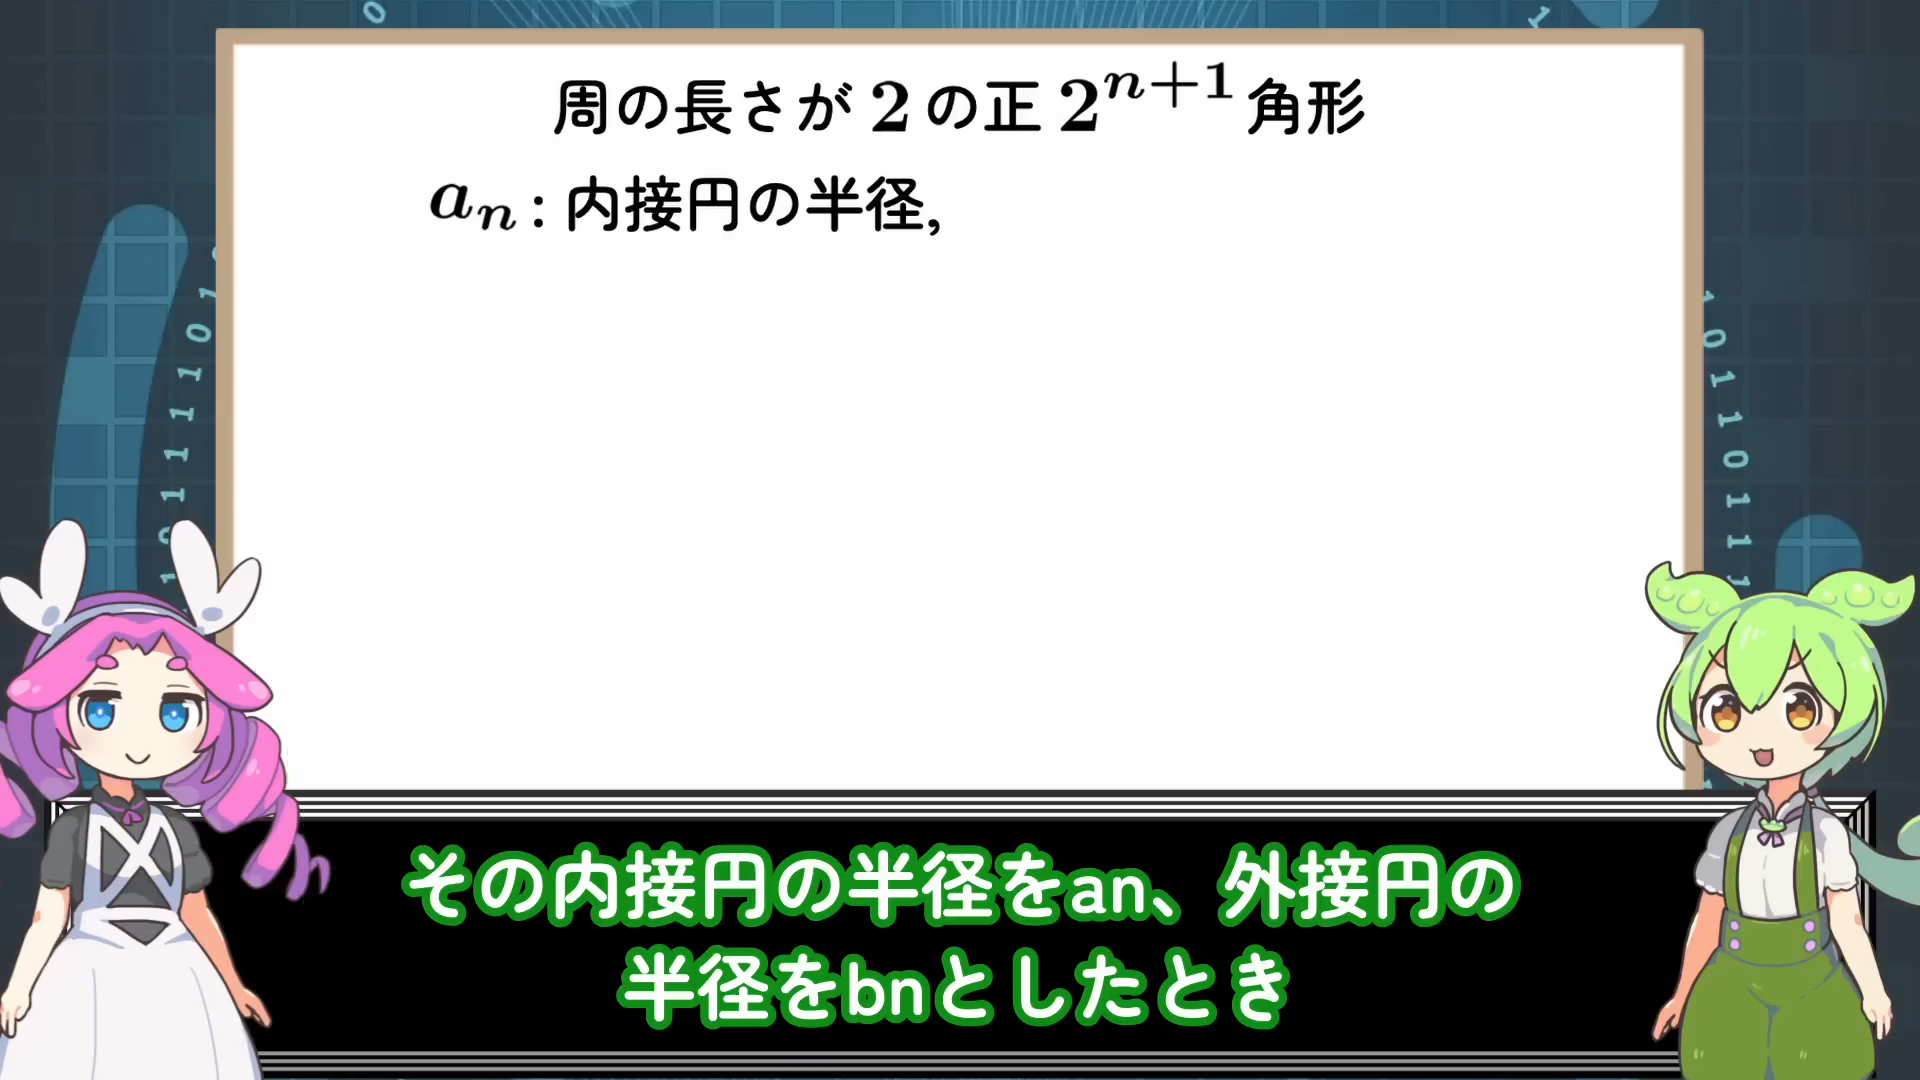 周の長さが 2 の正 2^{n+1} 角形
a_n : 内接円の半径,
その内接円の半径をan、外接円の
半径をbnとしたとき